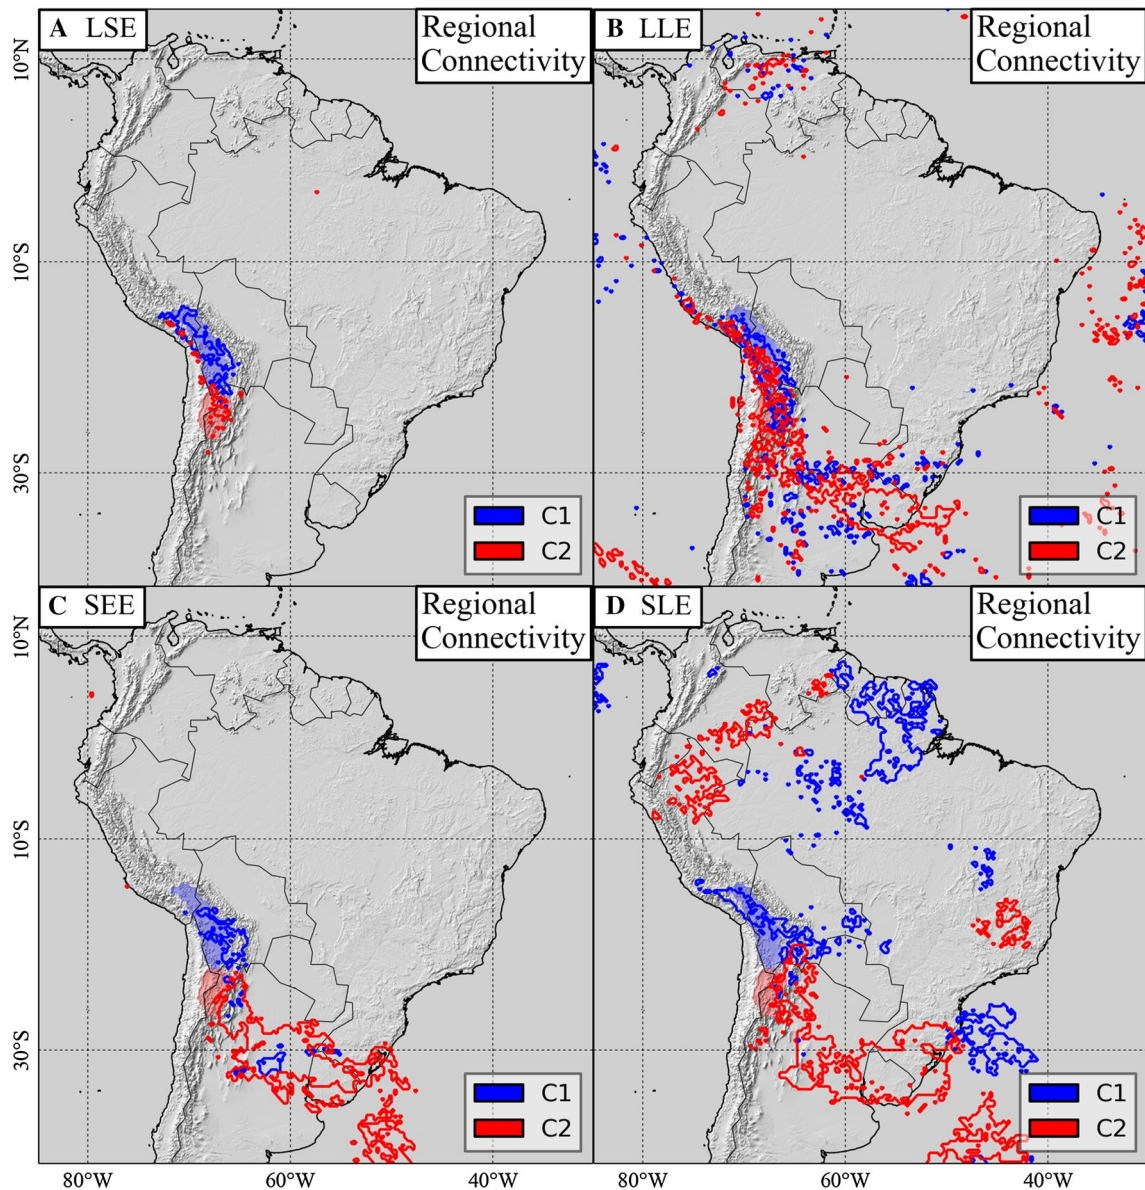 A LSE
Regional
Connectivity
B LLE
Regional
Connectivity
10°N
10°S
30°S
C1
C2
C1
C2
C SEE
Regional
Connectivity
D SLE
Regional
Connectivity
10°N
10°S
30°S
C1
C2
C1
C2
80°W
60°W
40°W
80°W
60°W
40°W